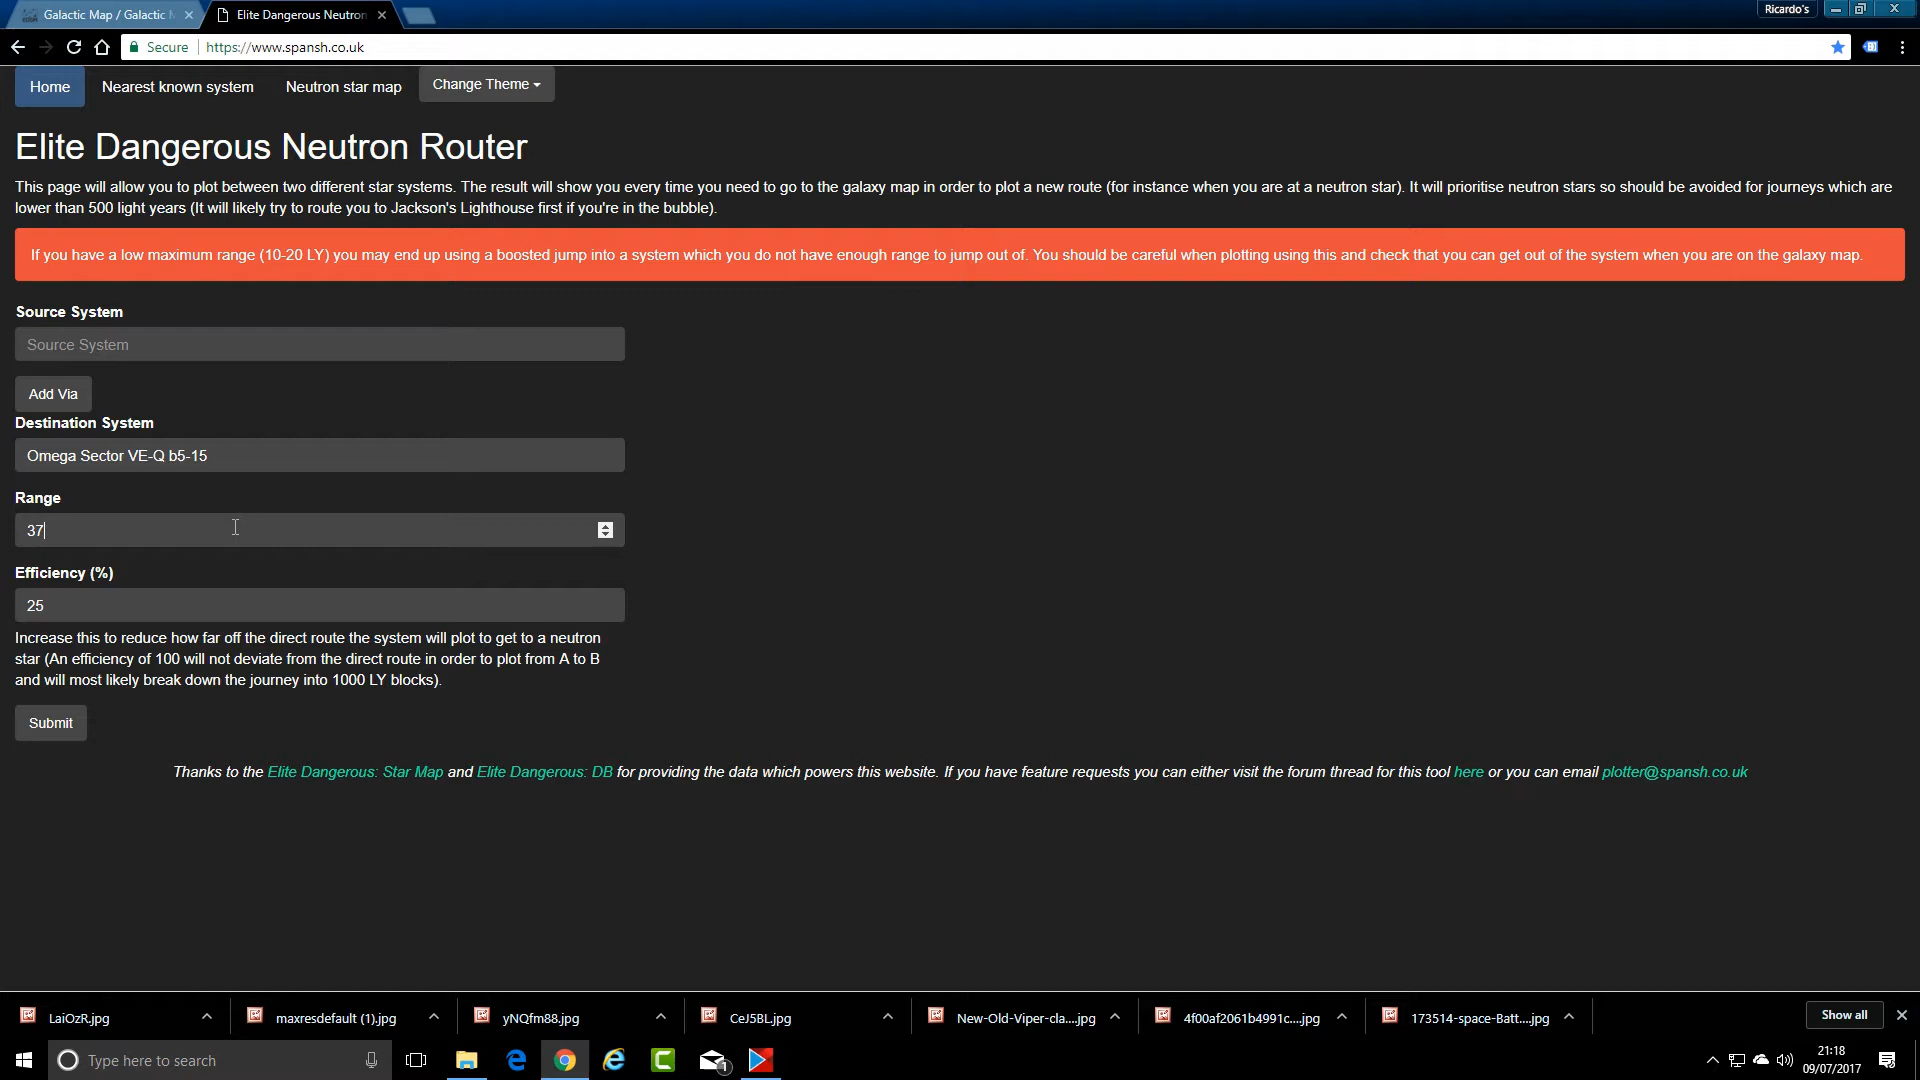 Galactic Map / Galactic M
Elite Dangerous Neutron
Ricardo's
Secure
https://www.spansh.co.uk
Home
Nearest known system
Neutron star map
Change Theme
Elite Dangerous Neutron Router
This page will allow you to plot between two different star systems. The result will show you every time you need to go to the galaxy map in order to plot a new route (for instance when you are at a neutron star). It will prioritise neutron stars so should be avoided for journeys which are
lower than 500 light years (It will likely try to route you to Jackson's Lighthouse first if you're in the bubble).
If you have a low maximum range (10-20 LY) you may end up using a boosted jump into a system which you do not have enough range to jump out of. You should be careful when plotting using this and check that you can get out of the system when you are on the galaxy map.
Source System
Source System
Add Via
Destination System
Omega Sector VE-Q b5-15
Range
37
Efficiency (%)
25
Increase this to reduce how far off the direct route the system will plot to get to a neutron
star (An efficiency of 100 will not deviate from the direct route in order to plot from A to B
and will most likely break down the journey into 1000 LY blocks).
Submit
Thanks to the Elite Dangerous: Star Map and Elite Dangerous: DB for providing the data which powers this website. If you have feature requests you can either visit the forum thread for this tool here or you can email plotter@spansh.co.uk
LaiOzR.jpg
maxresdefault (1).jpg
yNQfm88.jpg
CeJ5BL.jpg
New-Old-Viper-cla....jpg
4f00af2061b4991c....jpg
173514-space-Batt....jpg
Show all
Type here to search
1
21:18
09/07/2017